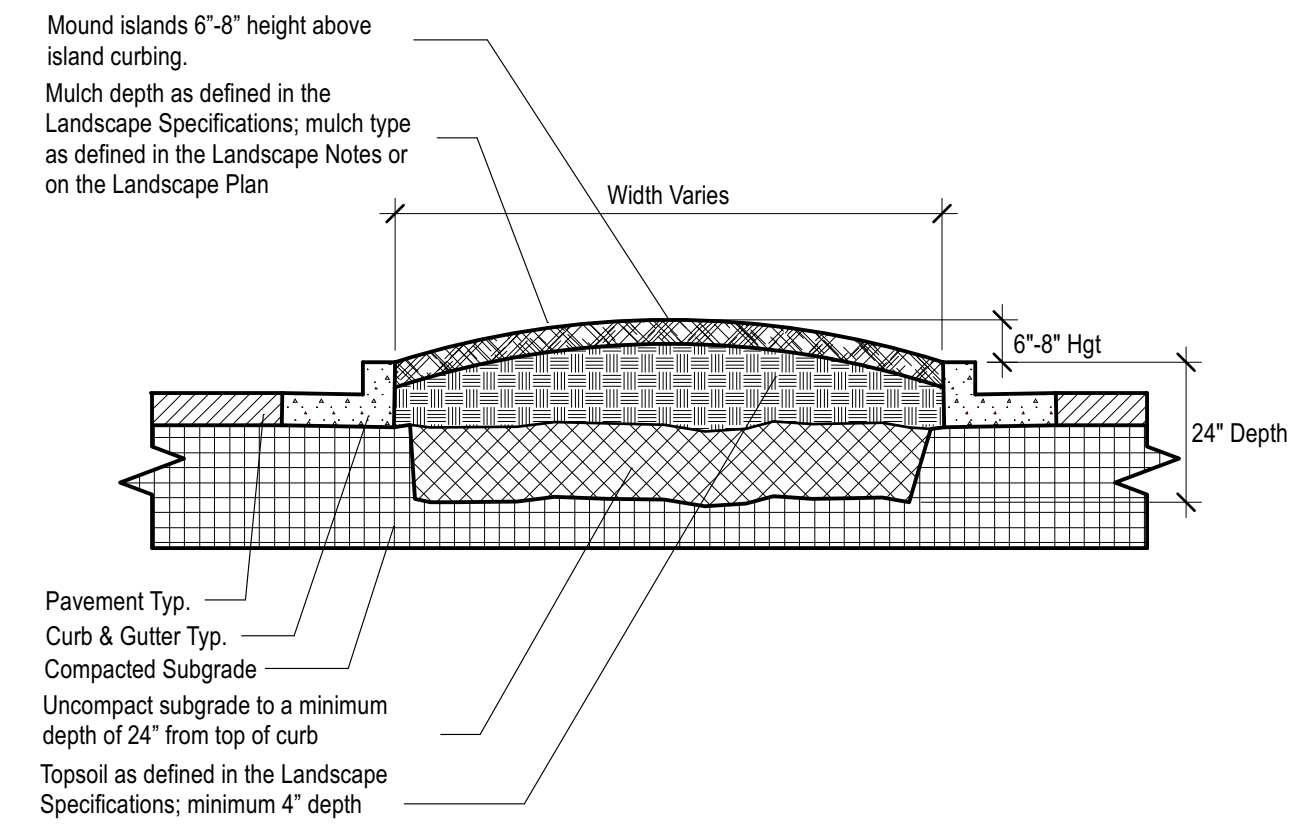 Mound islands 6”-8” height above
island curbing.
Mulch depth as defined in the
Landscape Specifications; mulch type
as defined in the Landscape Notes or
on the Landscape Plan
Width Varies
6"-8" Hgt
24" Depth
Pavement Typ.
Curb & Gutter Typ.
Compacted Subgrade
Uncompact subgrade to a minimum
depth of 24” from top of curb
Topsoil as defined in the Landscape
Specifications; minimum 4” depth